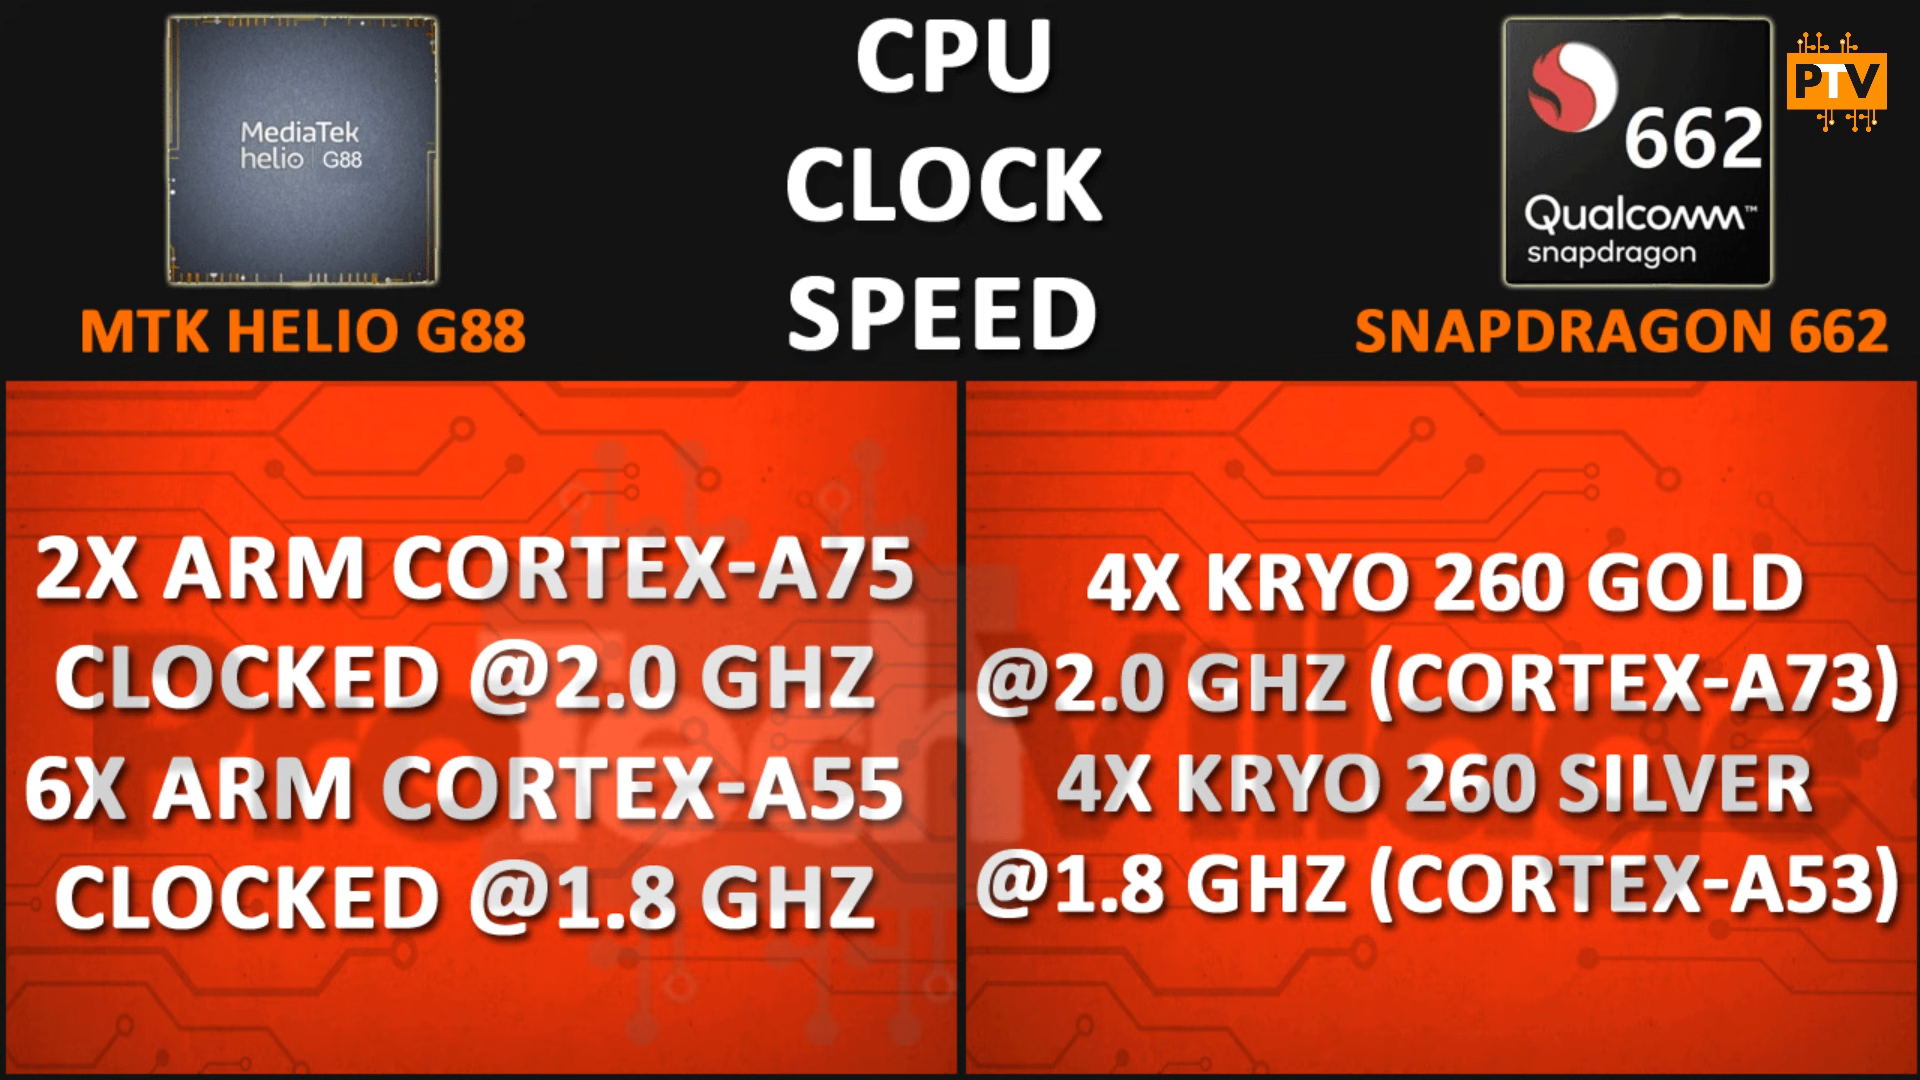 MediaTek
helio G88
MTK HELIO G88
CPU
CLOCK
SPEED
662
Qualcomm™
snapdragon
PTV
SNAPDRAGON 662
2X ARM CORTEX-A75
CLOCKED @2.0 GHZ
6X ARM CORTEX-A55
CLOCKED @1.8 GHZ
4X KRYO 260 GOLD
@2.0 GHZ (CORTEX-A73)
4X KRYO 260 SILVER
@1.8 GHZ (CORTEX-A53)
ProTechVillage